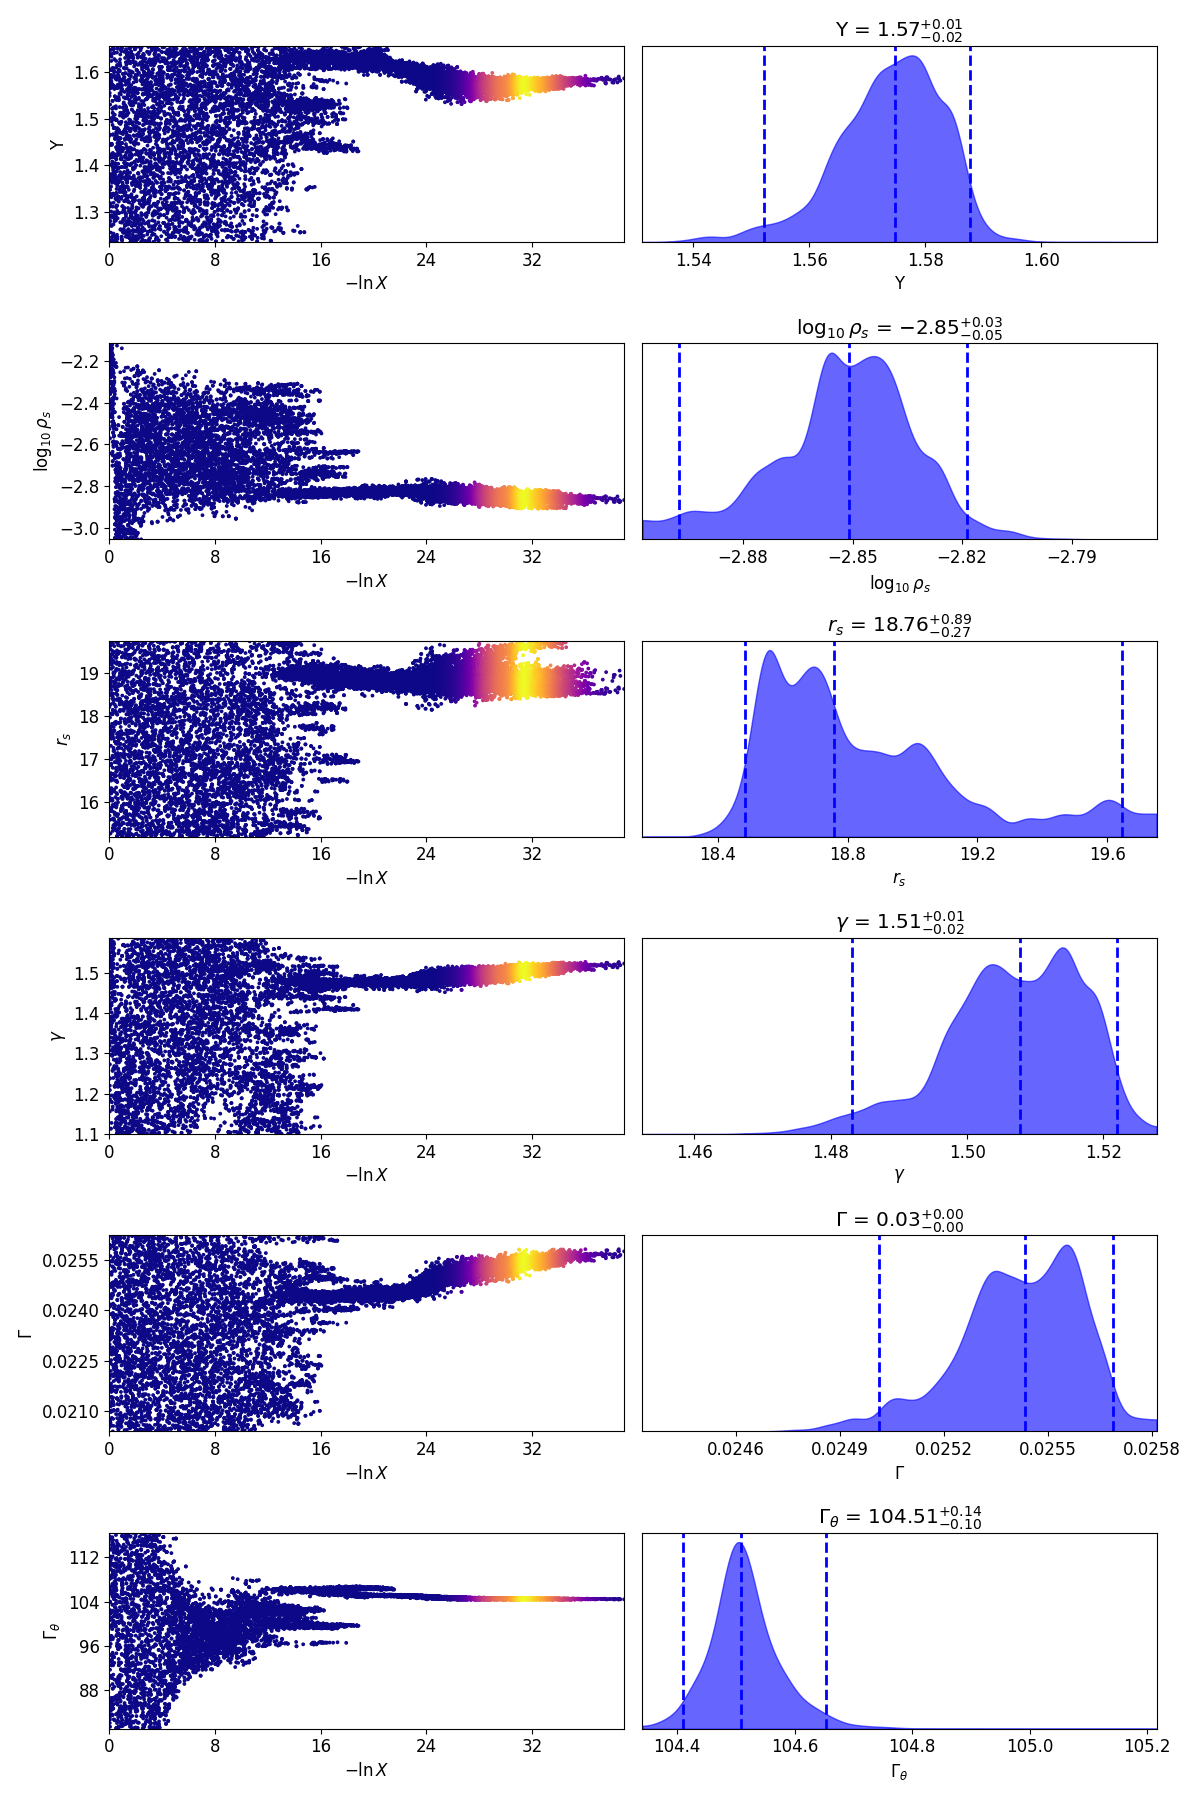 Υ = 1.57^{+0.01}_{−0.02}
1.6
1.5
1.4
1.3
Υ
0 8 16 24 32
1.54 1.56 1.58 1.60
−ln X
Υ
log₁₀ ρₛ = −2.85^{+0.03}_{−0.05}
−2.2
−2.4
−2.6
−2.8
−3.0
log₁₀ ρₛ
0 8 16 24 32
−2.88 −2.85 −2.82 −2.79
−ln X
log₁₀ ρₛ
rₛ = 18.76^{+0.89}_{−0.27}
19
18
17
16
rₛ
0 8 16 24 32
18.4 18.8 19.2 19.6
−ln X
rₛ
γ = 1.51^{+0.01}_{−0.02}
1.5
1.4
1.3
1.2
1.1
γ
0 8 16 24 32
1.46 1.48 1.50 1.52
−ln X
γ
Γ = 0.03^{+0.00}_{−0.00}
0.0255
0.0240
0.0225
0.0210
Γ
0 8 16 24 32
0.0246 0.0249 0.0252 0.0255 0.0258
−ln X
Γ
Γ_θ = 104.51^{+0.14}_{−0.10}
112
104
96
88
Γ_θ
0 8 16 24 32
104.4 104.6 104.8 105.0 105.2
−ln X
Γ_θ